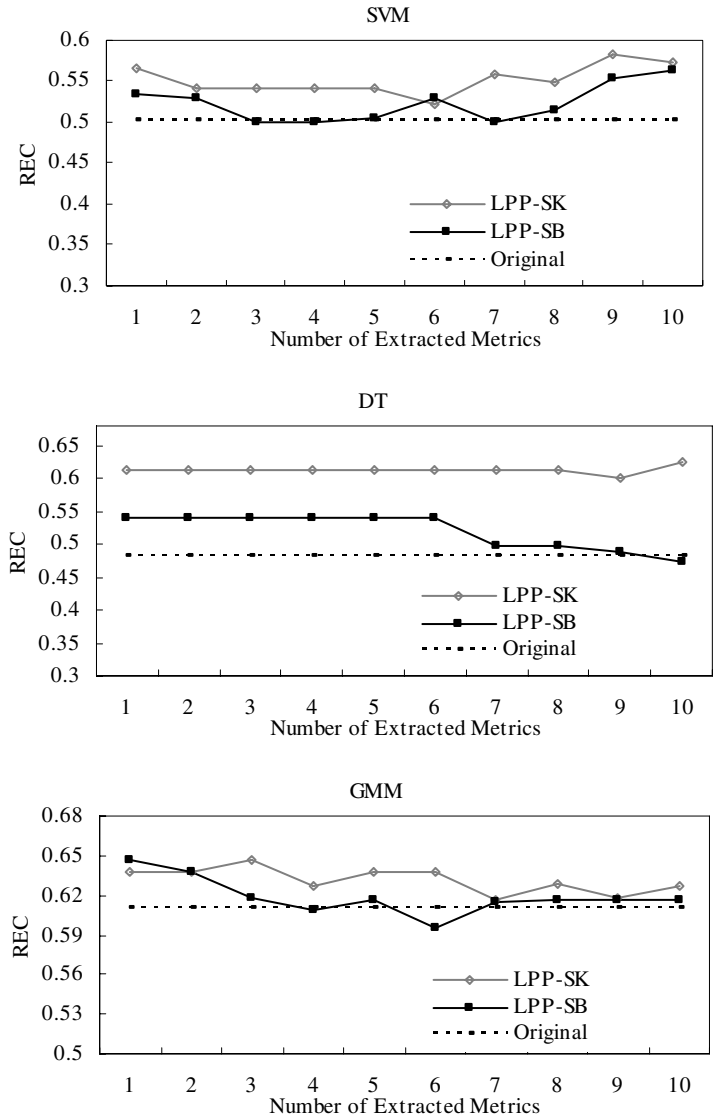 SVM
0.6
0.55
0.5
0.45
0.4
0.35
0.3
REC
LPP-SK
LPP-SB
Original
1 2 3 4 5 6 7 8 9 10
Number of Extracted Metrics
DT
0.65
0.6
0.55
0.5
0.45
0.4
0.35
0.3
REC
LPP-SK
LPP-SB
Original
1 2 3 4 5 6 7 8 9 10
Number of Extracted Metrics
GMM
0.68
0.65
0.62
0.59
0.56
0.53
0.5
REC
LPP-SK
LPP-SB
Original
1 2 3 4 5 6 7 8 9 10
Number of Extracted Metrics